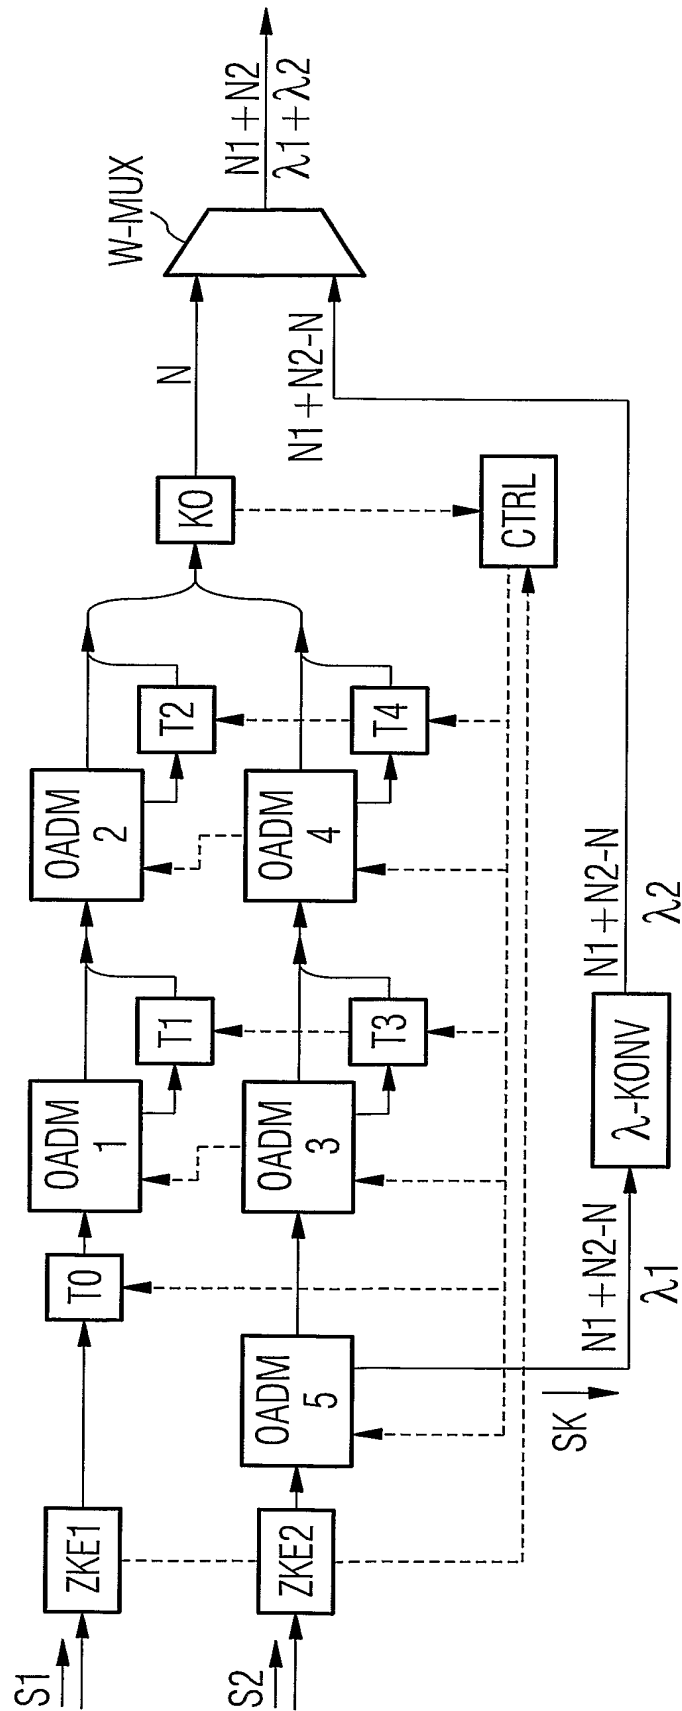 S1
ZKE1
T0
OADM
1
T1
OADM
2
T2
K0
N
W-MUX
N1+N2
λ1+λ2
S2
ZKE2
OADM
5
OADM
3
T3
OADM
4
T4
CTRL
N1+N2-N
SK
N1+N2-N
λ1
λ-KONV
N1+N2-N
λ2